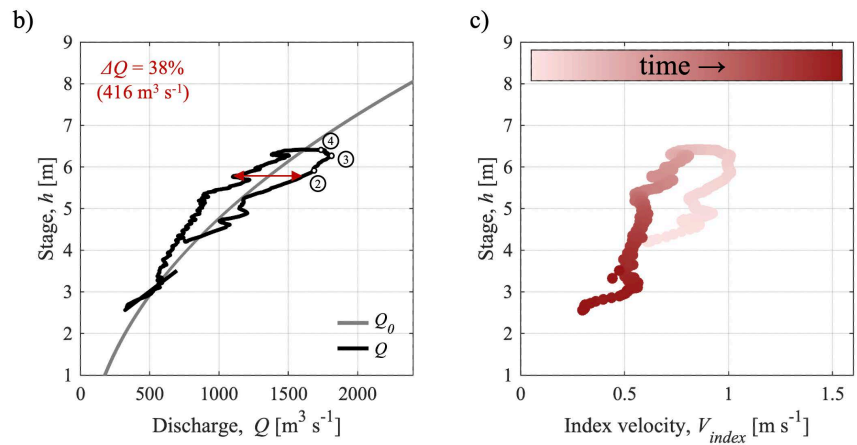 b)
ΔQ = 38%
(416 m³ s⁻¹)
9
8
7
6
5
4
3
2
1
Stage, h [m]
④
③
②
Q₀
Q
0
500
1000
1500
2000
Discharge, Q [m³ s⁻¹]
c)
time →
9
8
7
6
5
4
3
2
1
Stage, h [m]
0
0.5
1
1.5
Index velocity, V_index [m s⁻¹]